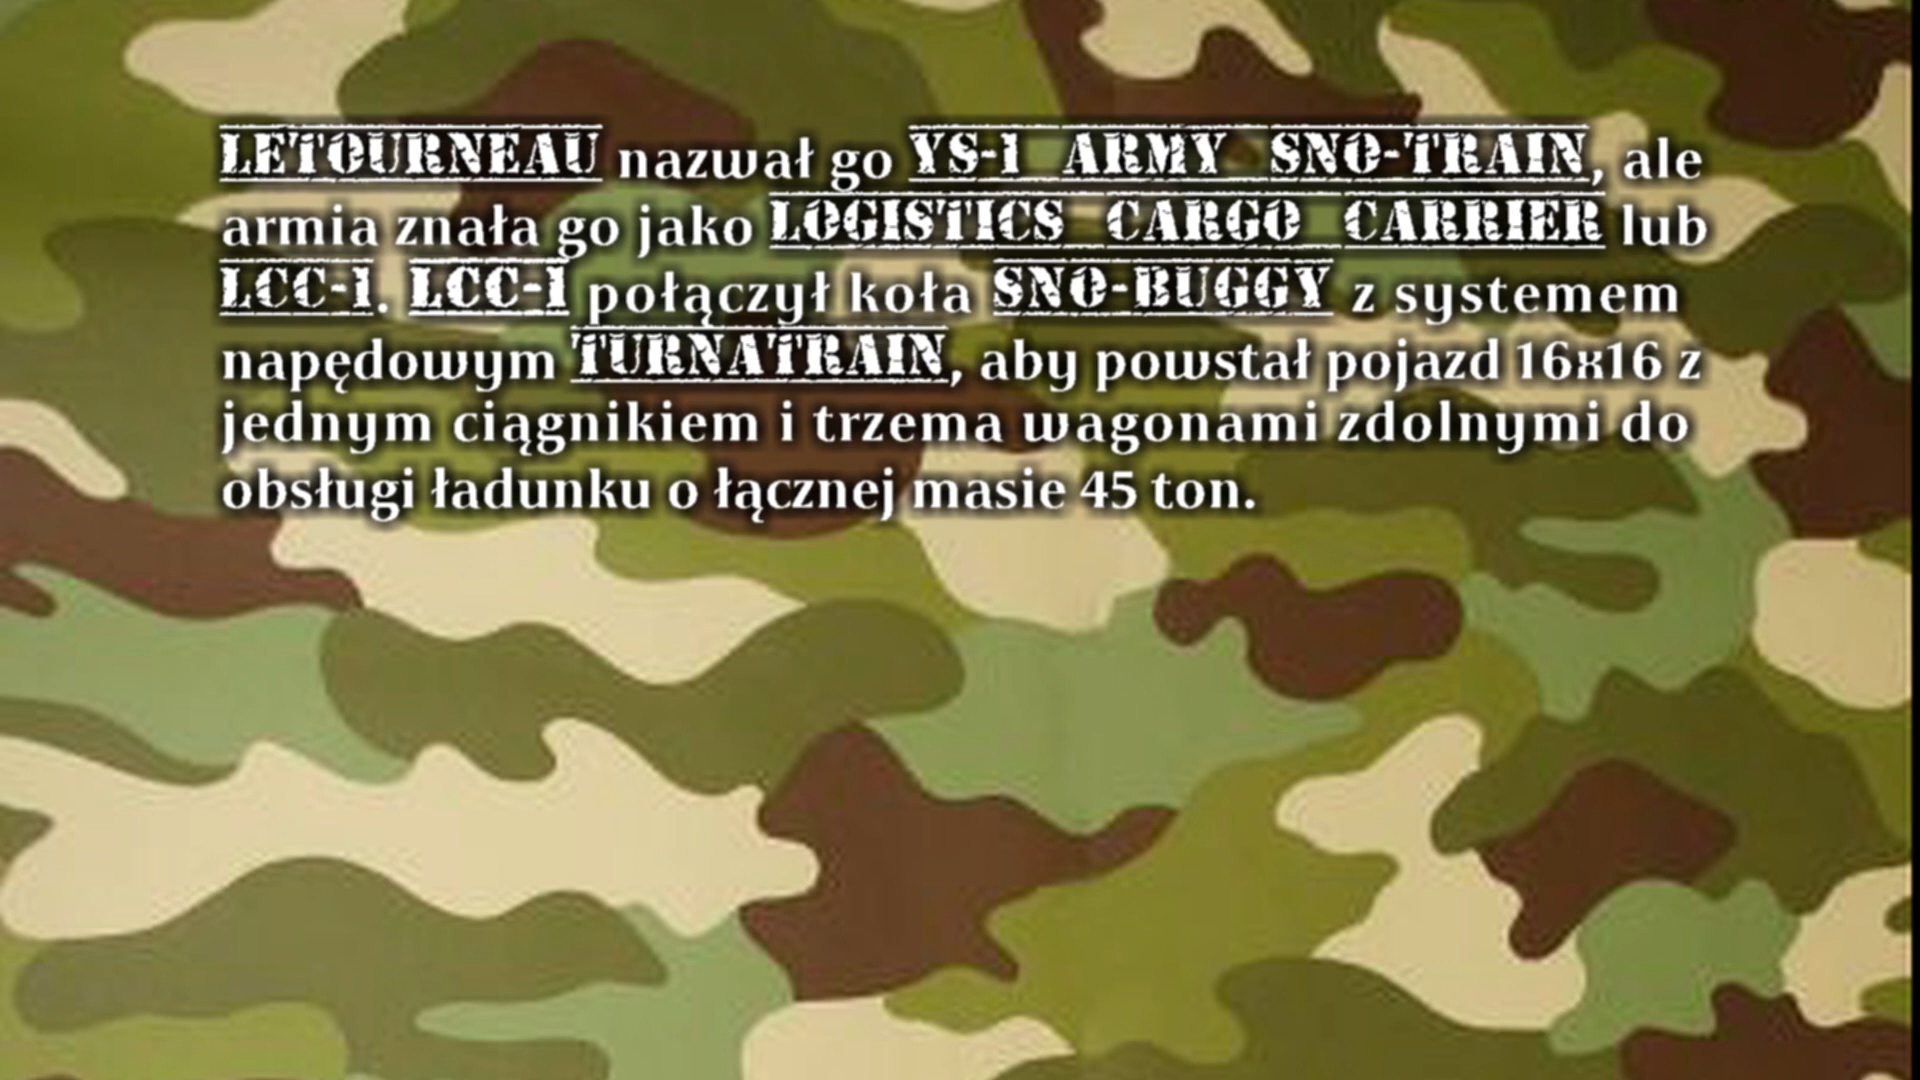 LETOURNEAU nazwał go YS-1 ARMY SNO-TRAIN, ale
armia znała go jako LOGISTICS CARGO CARRIER lub
LCC-1. LCC-1 połączył koła SNO-BUGGY z systemem
napędowym TURNATRAIN, aby powstał pojazd 16x16 z
jednym ciągnikiem i trzema wagonami zdolnymi do
obsługi ładunku o łącznej masie 45 ton.